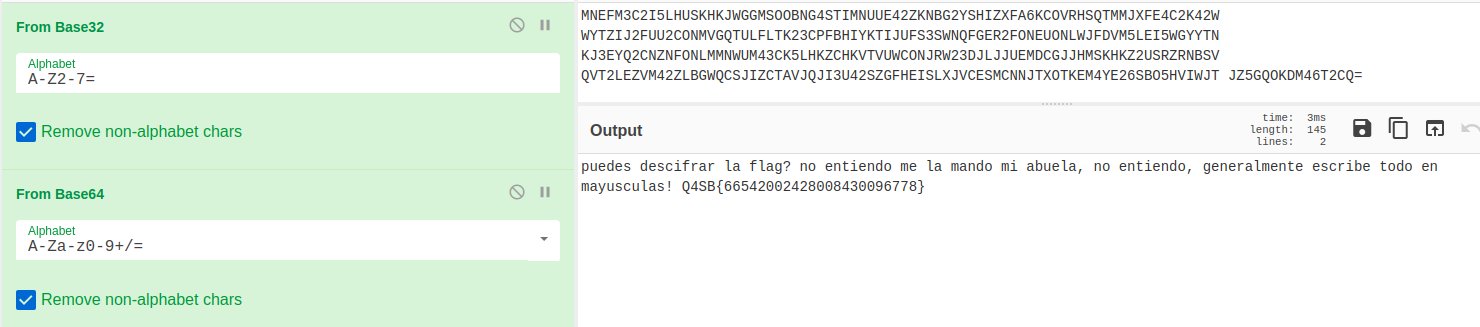 From Base32
Alphabet
A-Z2-7=
Remove non-alphabet chars
From Base64
Alphabet
A-Za-z0-9+/=
Remove non-alphabet chars
MNEFM3C2I5LHUSKHKJWGGMSOOBNG4STIMNUUE42ZKNBG2YSHIZXFA6KCOVRHSQTMMJXFE4C2K42W
WYTZIJ2FUU2CONMVGQTULFLTK23CPFBHIYKTIJUFS3SWNQFGER2FONEUONLWJFDVM5LEI5WGYYTN
KJ3EYQ2CNZNFONLMMNWUM43CK5LHKZCHKVTVUWCONJRW23DJLJJUEMDCGJJHMSKHKZ2USRZRNBSV
QVT2LEZVM42ZLBGWQCSJIZCTAVJQJI3U42SZGFHEISLXJVCESMCNNJTXOTKEM4YE26SBO5HVIWJT JZ5GQOKDM46T2CQ=
Output
time: 3ms
length: 145
lines: 2
puedes descifrar la flag? no entiendo me la mando mi abuela, no entiendo, generalmente escribe todo en
mayusculas! Q4SB{66542002428008430096778}